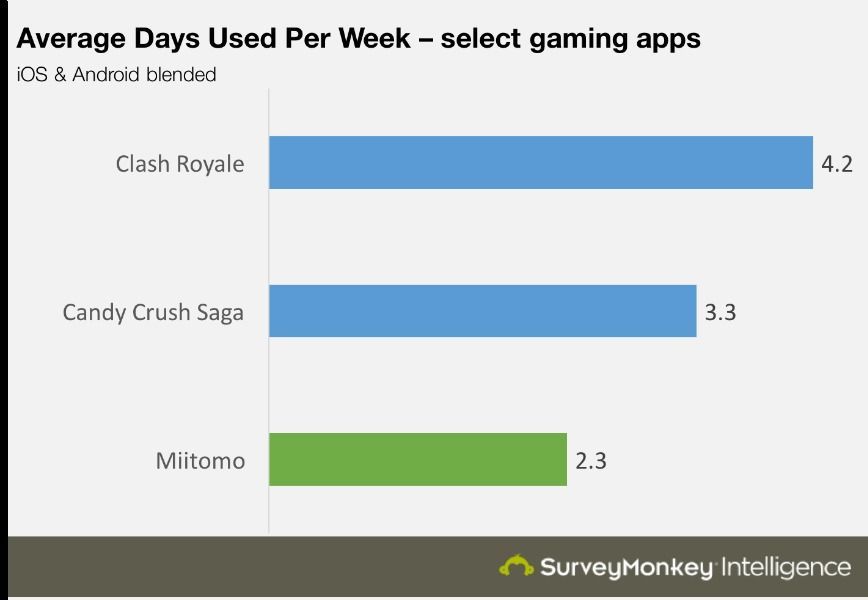 Average Days Used Per Week – select gaming apps
iOS & Android blended
Clash Royale 4.2
Candy Crush Saga 3.3
Miitomo 2.3
SurveyMonkey Intelligence